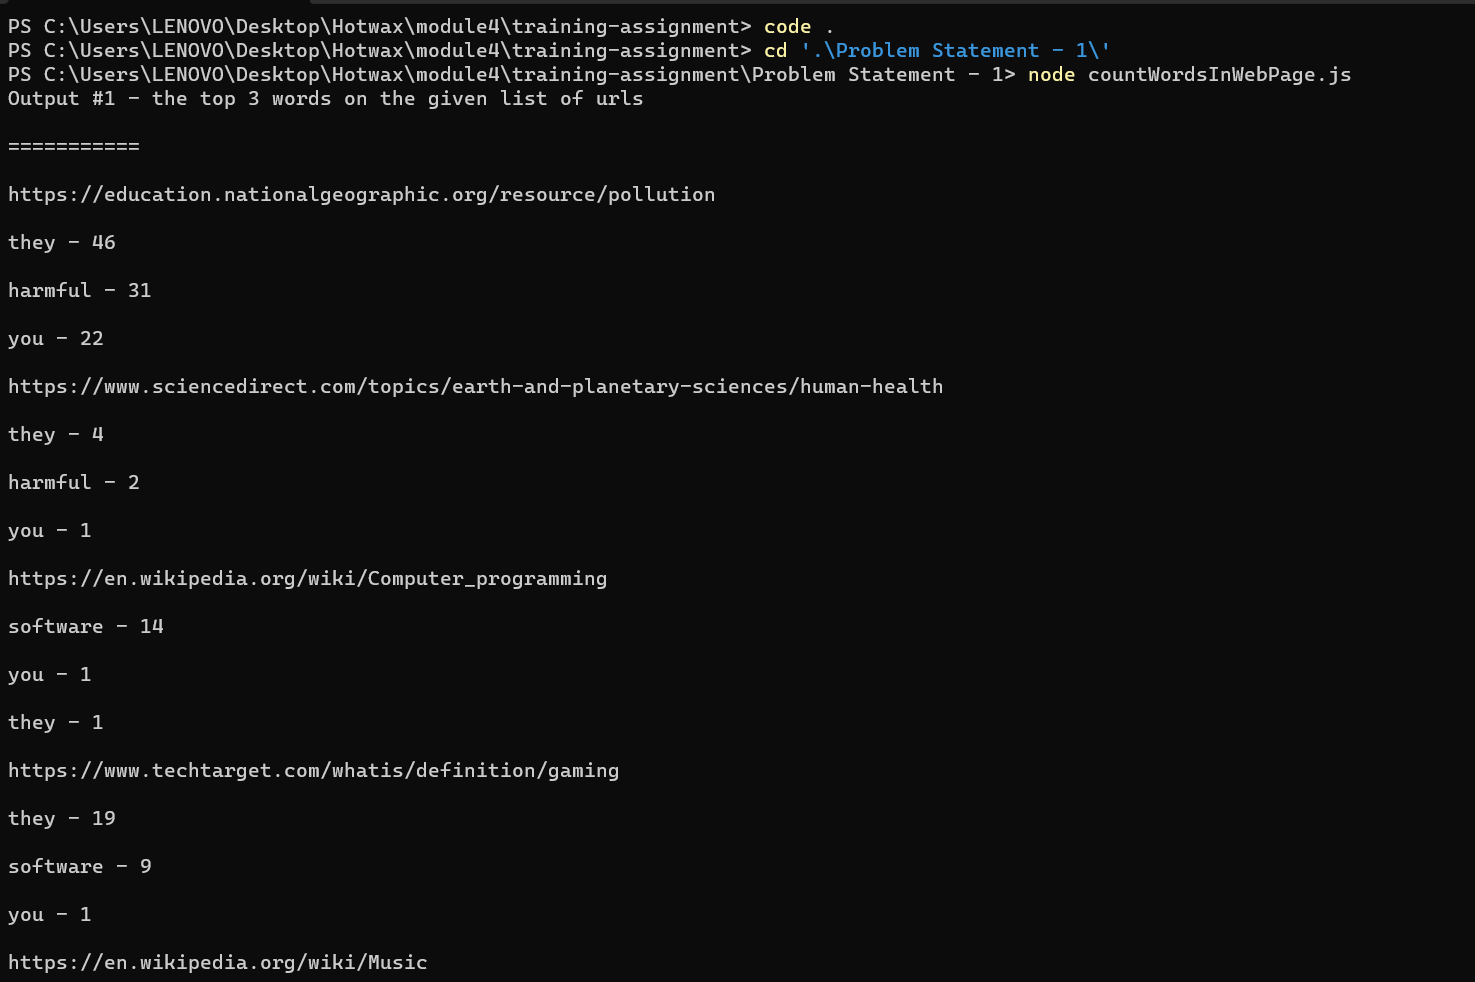 PS C:\Users\LENOVO\Desktop\Hotwax\module4\training-assignment> code .
PS C:\Users\LENOVO\Desktop\Hotwax\module4\training-assignment> cd '.\Problem Statement - 1\'
PS C:\Users\LENOVO\Desktop\Hotwax\module4\training-assignment\Problem Statement - 1> node countWordsInWebPage.js
Output #1 - the top 3 words on the given list of urls
===========
https://education.nationalgeographic.org/resource/pollution
they - 46
harmful - 31
you - 22
https://www.sciencedirect.com/topics/earth-and-planetary-sciences/human-health
they - 4
harmful - 2
you - 1
https://en.wikipedia.org/wiki/Computer_programming
software - 14
you - 1
they - 1
https://www.techtarget.com/whatis/definition/gaming
they - 19
software - 9
you - 1
https://en.wikipedia.org/wiki/Music